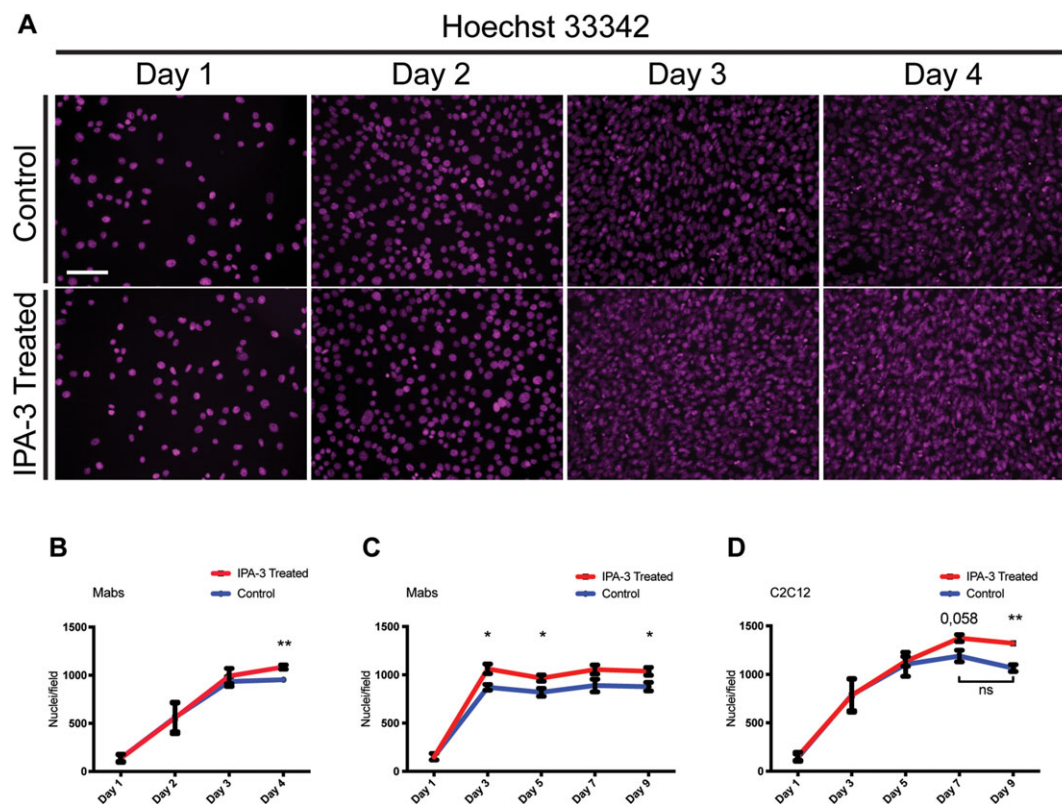 A
Hoechst 33342
Day 1 Day 2 Day 3 Day 4
Control
IPA-3 Treated
B
IPA-3 Treated
Control
Mabs
**
1500
1000
500
0
Nuclei/field
Day 1 Day 2 Day 3 Day 4
C
IPA-3 Treated
Control
Mabs
* * *
1500
1000
500
0
Nuclei/field
Day 1 Day 3 Day 5 Day 7 Day 9
D
IPA-3 Treated
Control
C2C12
0,058 **
ns
1500
1000
500
0
Nuclei/field
Day 1 Day 3 Day 5 Day 7 Day 9